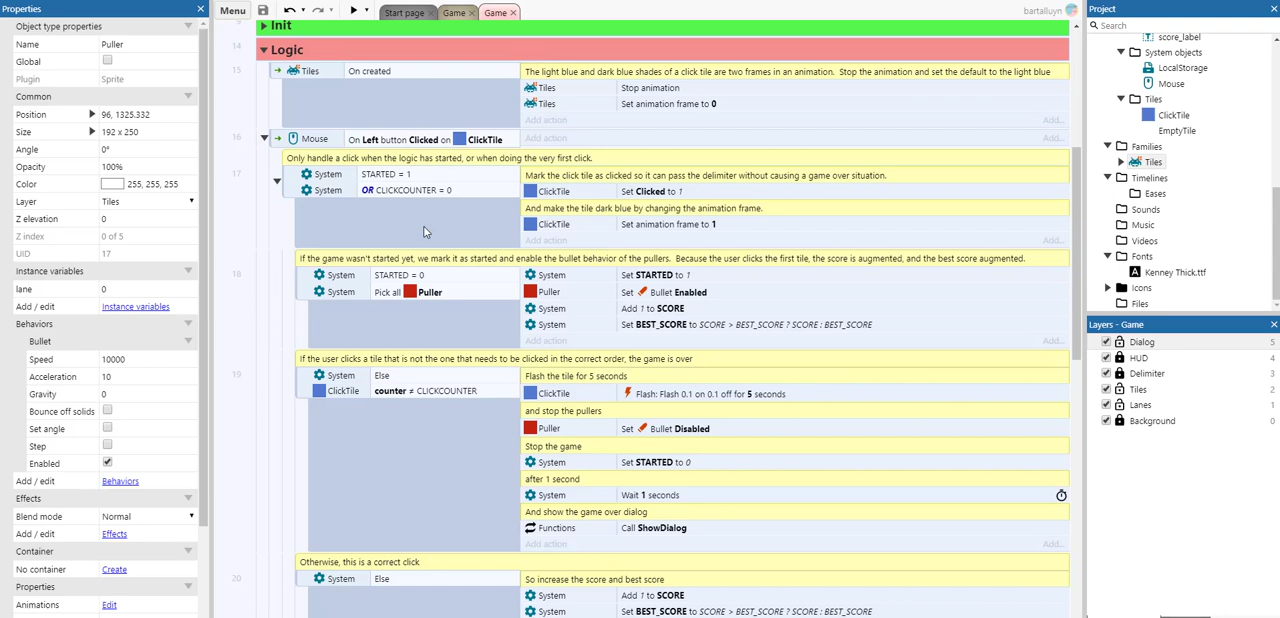 Properties
Object type properties
Name Puller
Global
Plugin Sprite
Common
Position 96, 1325.332
Size 192 x 250
Angle 0°
Opacity 100%
Color 255, 255, 255
Layer Tiles
Z elevation 0
Z index 0 of 5
UID 17
Instance variables
lane 0
Add / edit Instance variables
Behaviors
Bullet
Speed 10000
Acceleration 10
Gravity 0
Bounce off solids
Set angle
Step
Enabled
Add / edit Behaviors
Effects
Blend mode Normal
Add / edit Effects
Container
No container Create
Properties
Animations Edit
Menu
Start page
Game
Game
bartalluyn
Init
14 Logic
15 Tiles On created
The light blue and dark blue shades of a click tile are two frames in an animation. Stop the animation and set the default to the light blue
Tiles Stop animation
Tiles Set animation frame to 0
Add action Add...
16 Mouse On Left button Clicked on ClickTile Add action Add...
Only handle a click when the logic has started, or when doing the very first click.
17 System STARTED = 1
System OR CLICKCOUNTER = 0
Mark the click tile as clicked so it can pass the delimiter without causing a game over situation.
ClickTile Set Clicked to 1
And make the tile dark blue by changing the animation frame.
ClickTile Set animation frame to 1
Add action Add...
If the game wasn't started yet, we mark it as started and enable the bullet behavior of the pullers. Because the user clicks the first tile, the score is augmented, and the best score augmented.
18 System STARTED = 0
System Pick all Puller
System Set STARTED to 1
Puller Set Bullet Enabled
System Add 1 to SCORE
System Set BEST_SCORE to SCORE > BEST_SCORE ? SCORE : BEST_SCORE
Add action Add...
If the user clicks a tile that is not the one that needs to be clicked in the correct order, the game is over
19 System Else
ClickTile counter ≠ CLICKCOUNTER
Flash the tile for 5 seconds
ClickTile Flash: Flash 0.1 on 0.1 off for 5 seconds
and stop the pullers
Puller Set Bullet Disabled
Stop the game
System Set STARTED to 0
after 1 second
System Wait 1 seconds
And show the game over dialog
Functions Call ShowDialog
Add action Add...
Otherwise, this is a correct click
20 System Else
So increase the score and best score
System Add 1 to SCORE
System Set BEST_SCORE to SCORE > BEST_SCORE ? SCORE : BEST_SCORE
Project
Search
score_label
System objects
LocalStorage
Mouse
Tiles
ClickTile
EmptyTile
Families
Tiles
Timelines
Eases
Sounds
Music
Videos
Fonts
Kenney Thick.ttf
Icons
Files
Layers - Game
Dialog 5
HUD 4
Delimiter 3
Tiles 2
Lanes 1
Background 0